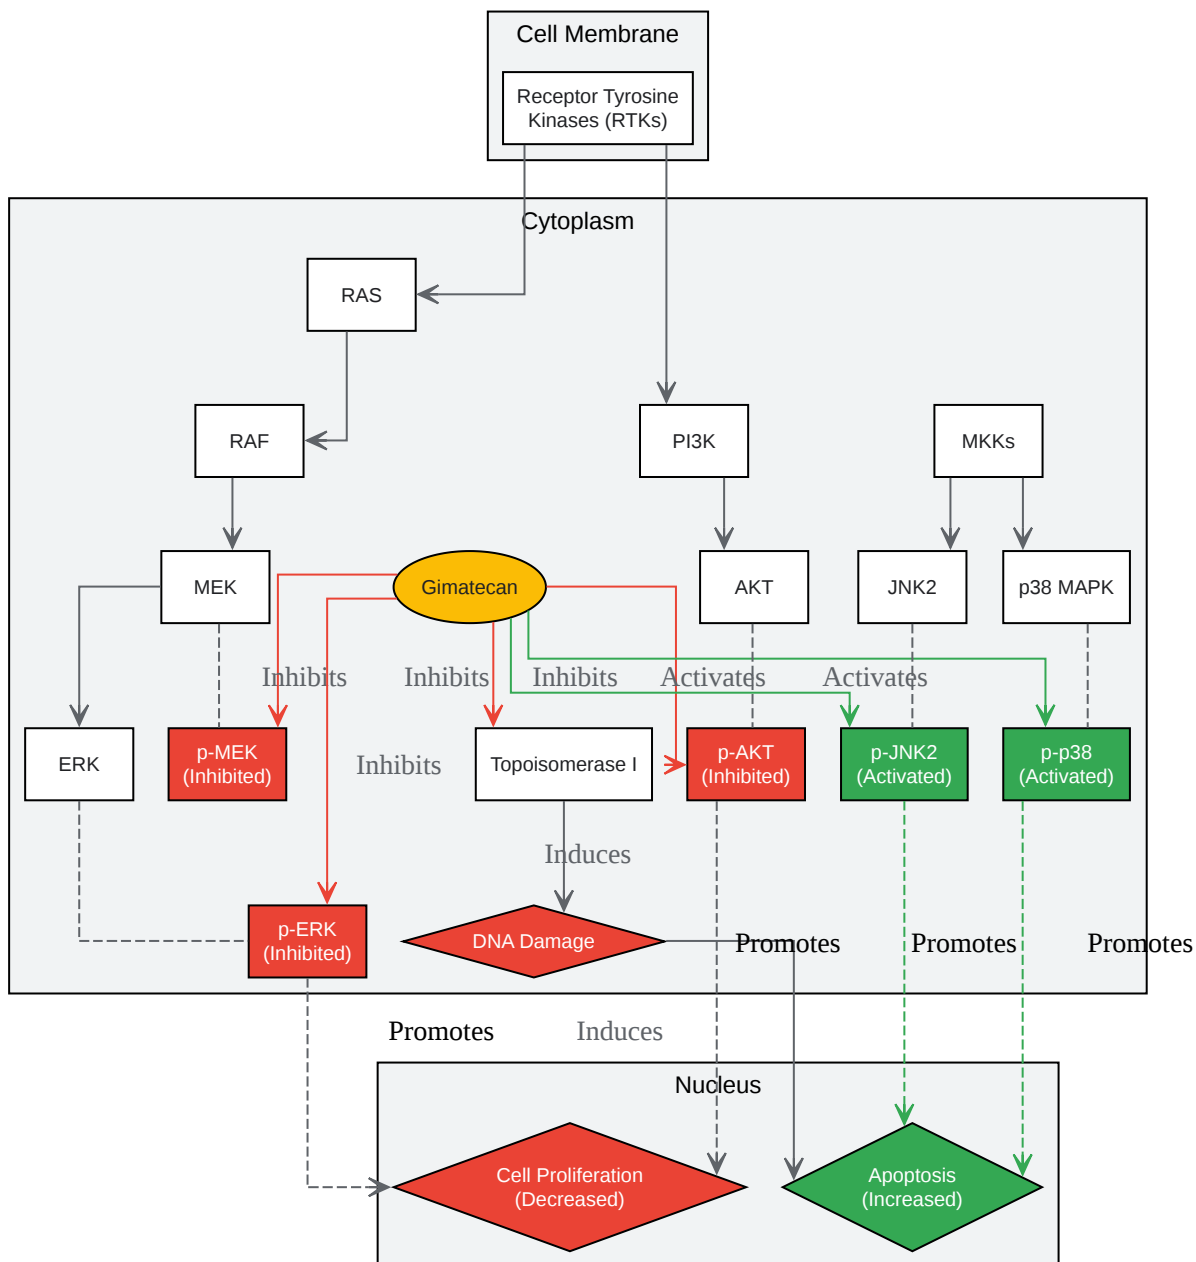 Cell Membrane
Receptor Tyrosine
Kinases (RTKs)
Cytoplasm
RAS
RAF
PI3K
MKKs
MEK
Gimatecan
AKT
JNK2
p38 MAPK
Inhibits
Inhibits
Inhibits
Activates
Activates
ERK
p-MEK
(Inhibited)
Inhibits
Topoisomerase I
p-AKT
(Inhibited)
p-JNK2
(Activated)
p-p38
(Activated)
Induces
p-ERK
(Inhibited)
DNA Damage
Promotes
Promotes
Promotes
Promotes
Induces
Nucleus
Cell Proliferation
(Decreased)
Apoptosis
(Increased)